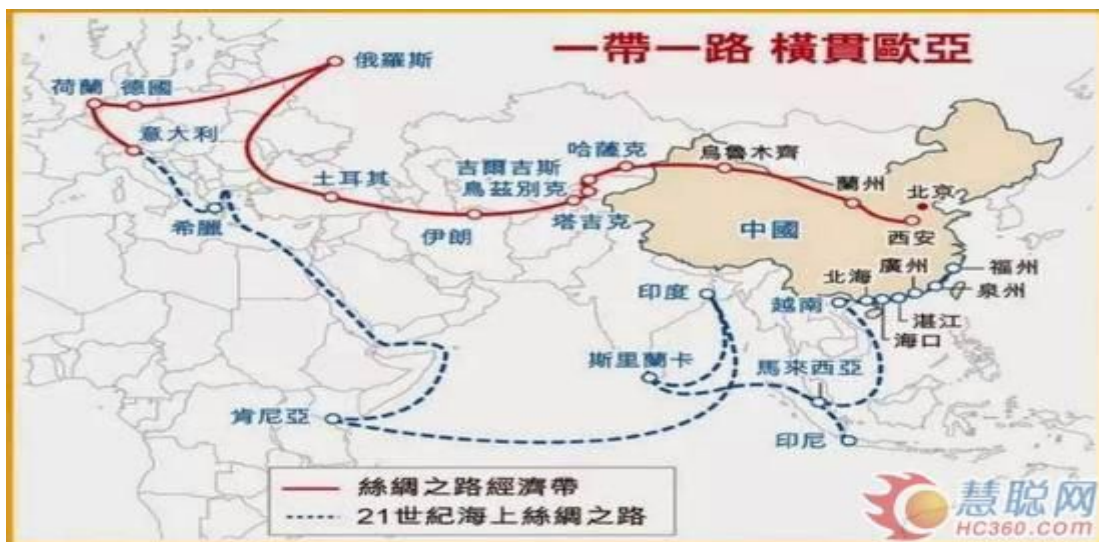 一帶一路 橫貫歐亞
俄羅斯
荷蘭
德國
意大利
希臘
土耳其
伊朗
吉爾吉斯
烏茲別克
塔吉克
哈薩克
烏魯木齊
蘭州
北京
西安
中國
北海
廣州
福州
泉州
湛江
海口
越南
印度
斯里蘭卡
馬來西亞
印尼
肯尼亞
絲綢之路經濟帶
21世紀海上絲綢之路
慧聪网
HC360.com